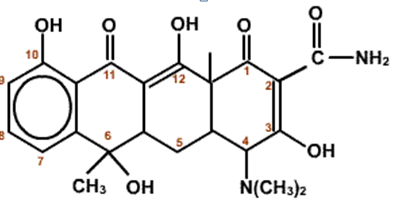 OH O OH O O
C NH₂
10 11 12 1 2
9
8 7 6 5 4 3
OH
CH₃ OH N(CH₃)₂